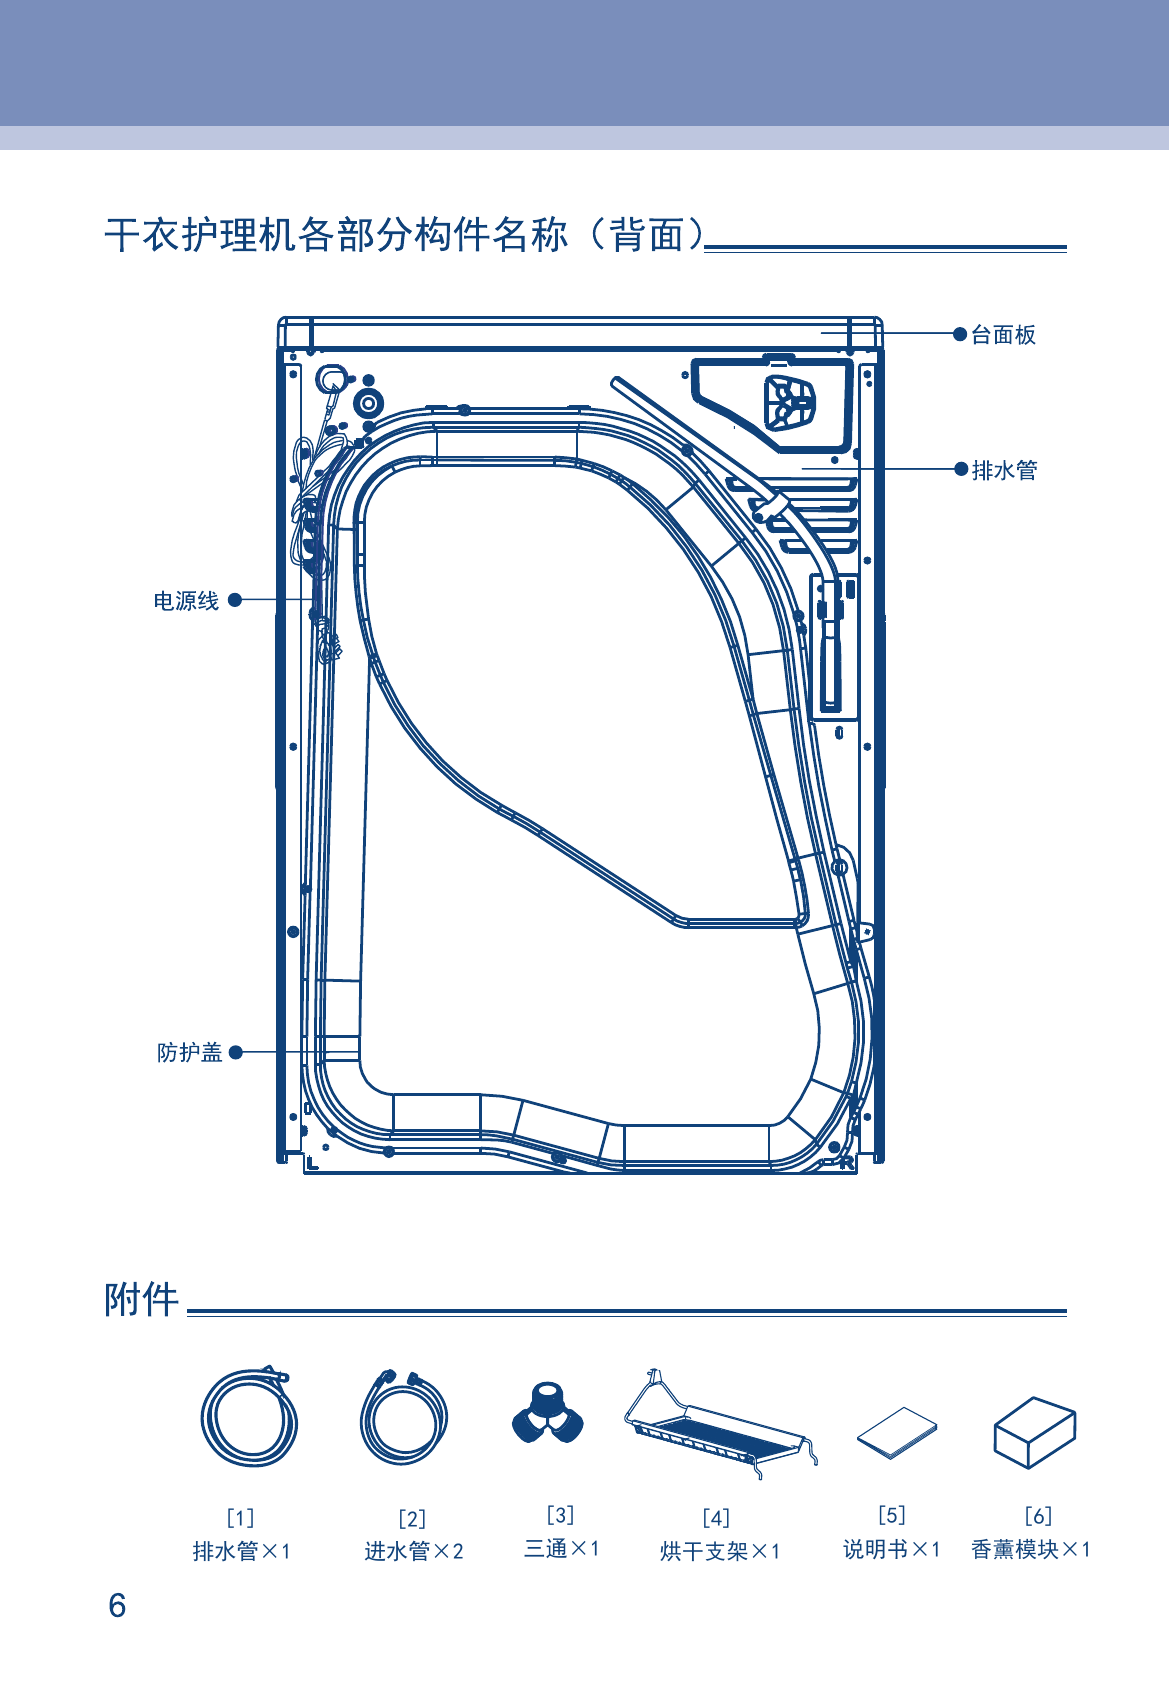 干衣护理机各部分构件名称（背面）
台面板
排水管
电源线
防护盖
L
R
附件
[1]
[2]
[3]
[4]
[5]
[6]
排水管×1
进水管×2
三通×1
烘干支架×1
说明书×1
香薰模块×1
6